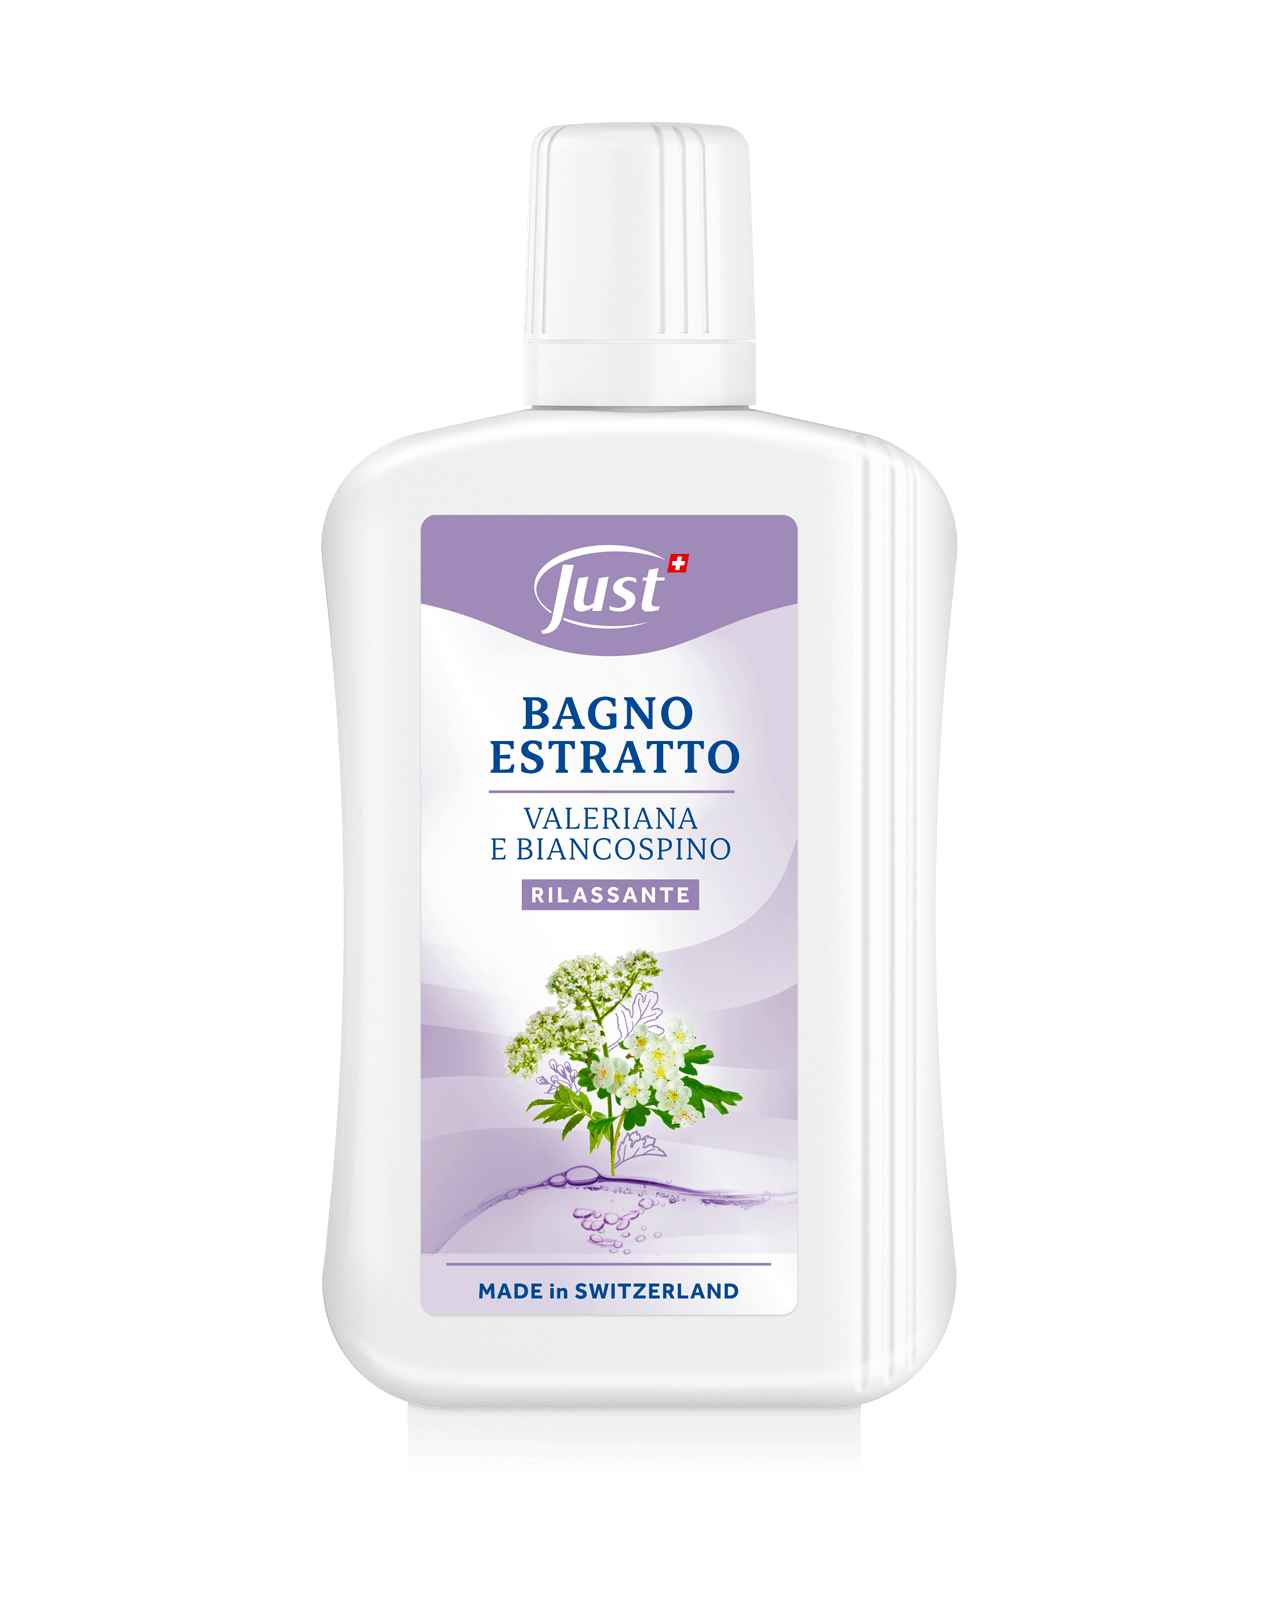 Just
BAGNO
ESTRATTO
VALERIANA
E BIANCOSPINO
RILASSANTE
MADE in SWITZERLAND